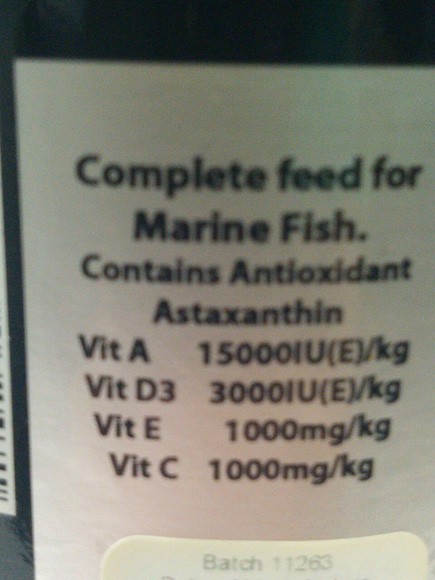 Complete feed for
Marine Fish.
Contains Antioxidant
Astaxanthin
Vit A 15000IU(E)/kg
Vit D3 3000IU(E)/kg
Vit E 1000mg/kg
Vit C 1000mg/kg
Batch 11263